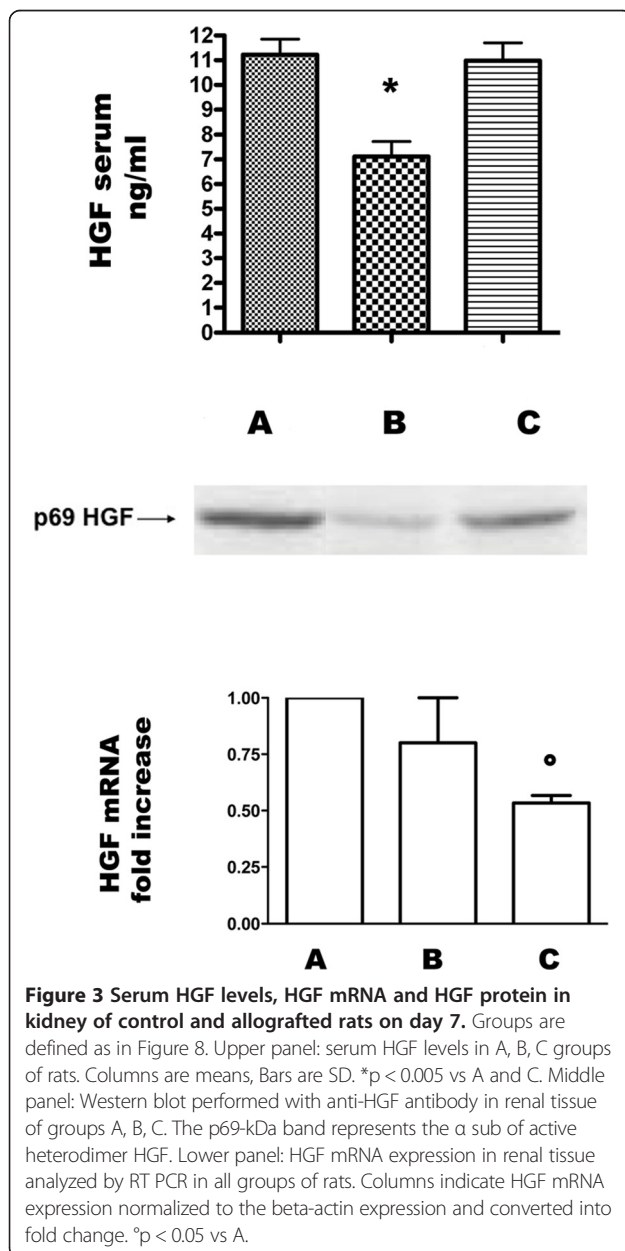 12
11
10
9
8
7
6
5
4
3
2
1
0
HGF serum
ng/ml
*
A B C
p69 HGF →
1.00
0.75
0.50
0.25
0.00
HGF mRNA
fold increase
°
A B C
Figure 3 Serum HGF levels, HGF mRNA and HGF protein in
kidney of control and allografted rats on day 7. Groups are
defined as in Figure 8. Upper panel: serum HGF levels in A, B, C groups
of rats. Columns are means, Bars are SD. *p < 0.005 vs A and C. Middle
panel: Western blot performed with anti-HGF antibody in renal tissue
of groups A, B, C. The p69-kDa band represents the α sub of active
heterodimer HGF. Lower panel: HGF mRNA expression in renal tissue
analyzed by RT PCR in all groups of rats. Columns indicate HGF mRNA
expression normalized to the beta-actin expression and converted into
fold change. °p < 0.05 vs A.